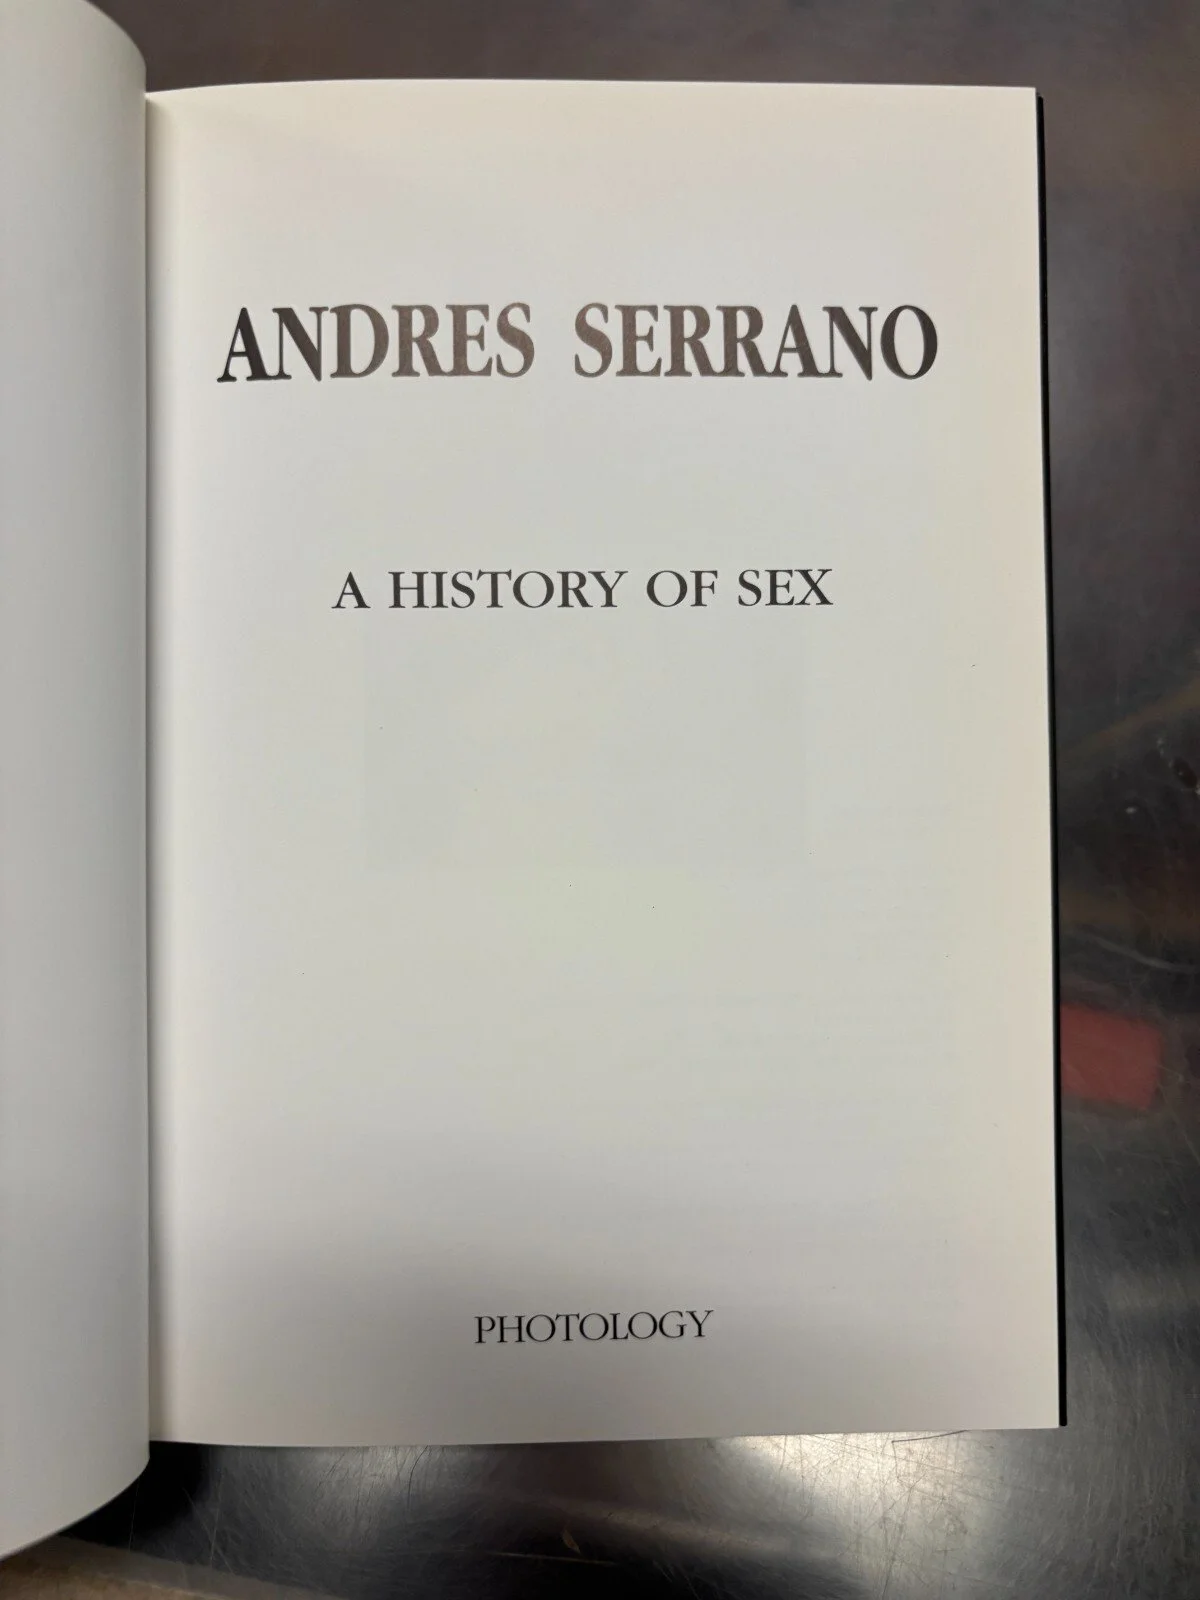 ANDRES SERRANO
A HISTORY OF SEX
PHOTOLOGY